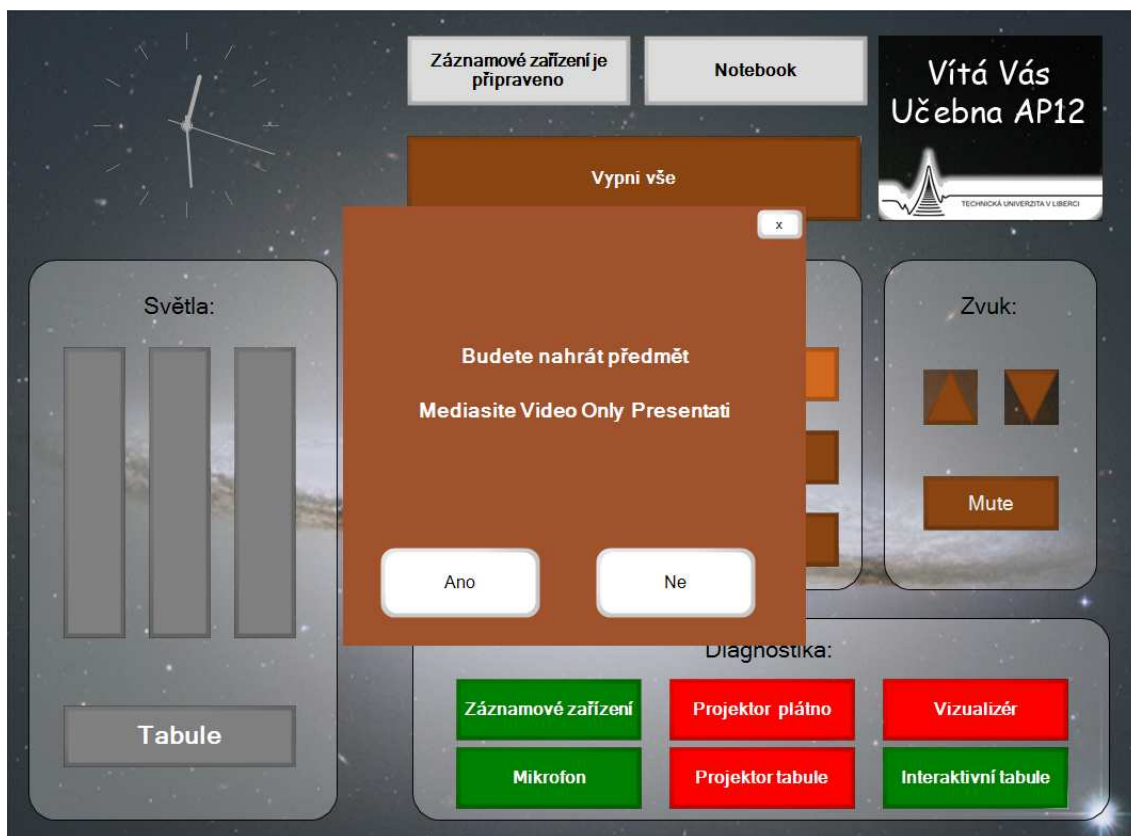 Záznamové zařízení je
připraveno
Notebook
Vítá Vás
Učebna AP12
TECHNICKÁ UNIVERZITA V LIBERCI
Vypni vše
x
Světla:
Zvuk:
Budete nahrát předmět
Mediasite Video Only Presentati
Mute
Ano
Ne
Diagnostika:
Záznamové zařízení
Projektor plátno
Vizualizér
Tabule
Mikrofon
Projektor tabule
Interaktivní tabule